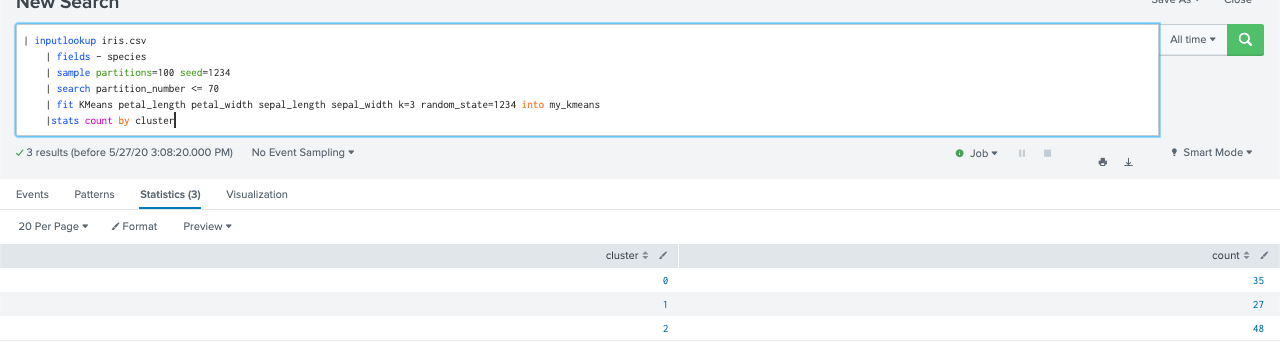 New Search
Save As
Close
| inputlookup iris.csv
| fields - species
| sample partitions=100 seed=1234
| search partition_number <= 70
| fit KMeans petal_length petal_width sepal_length sepal_width k=3 random_state=1234 into my_kmeans
|stats count by cluster
All time
3 results (before 5/27/20 3:08:20.000 PM)
No Event Sampling
Job
Smart Mode
Events
Patterns
Statistics (3)
Visualization
20 Per Page
Format
Preview
cluster
count
0
35
1
27
2
48